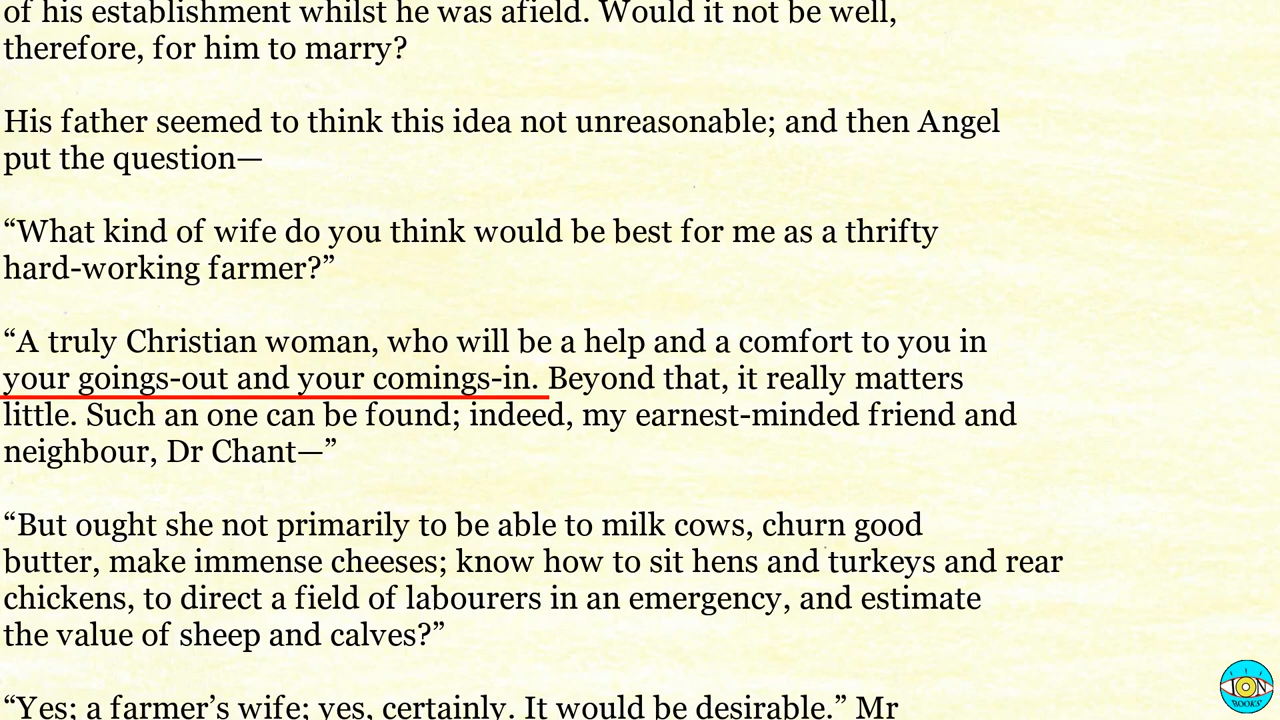 of his establishment whilst he was afield. Would it not be well,
therefore, for him to marry?
His father seemed to think this idea not unreasonable; and then Angel
put the question—
“What kind of wife do you think would be best for me as a thrifty
hard-working farmer?”
“A truly Christian woman, who will be a help and a comfort to you in
your goings-out and your comings-in. Beyond that, it really matters
little. Such an one can be found; indeed, my earnest-minded friend and
neighbour, Dr Chant—”
“But ought she not primarily to be able to milk cows, churn good
butter, make immense cheeses; know how to sit hens and turkeys and rear
chickens, to direct a field of labourers in an emergency, and estimate
the value of sheep and calves?”
“Yes; a farmer’s wife; yes, certainly. It would be desirable.” Mr
I
ION
BOOKS